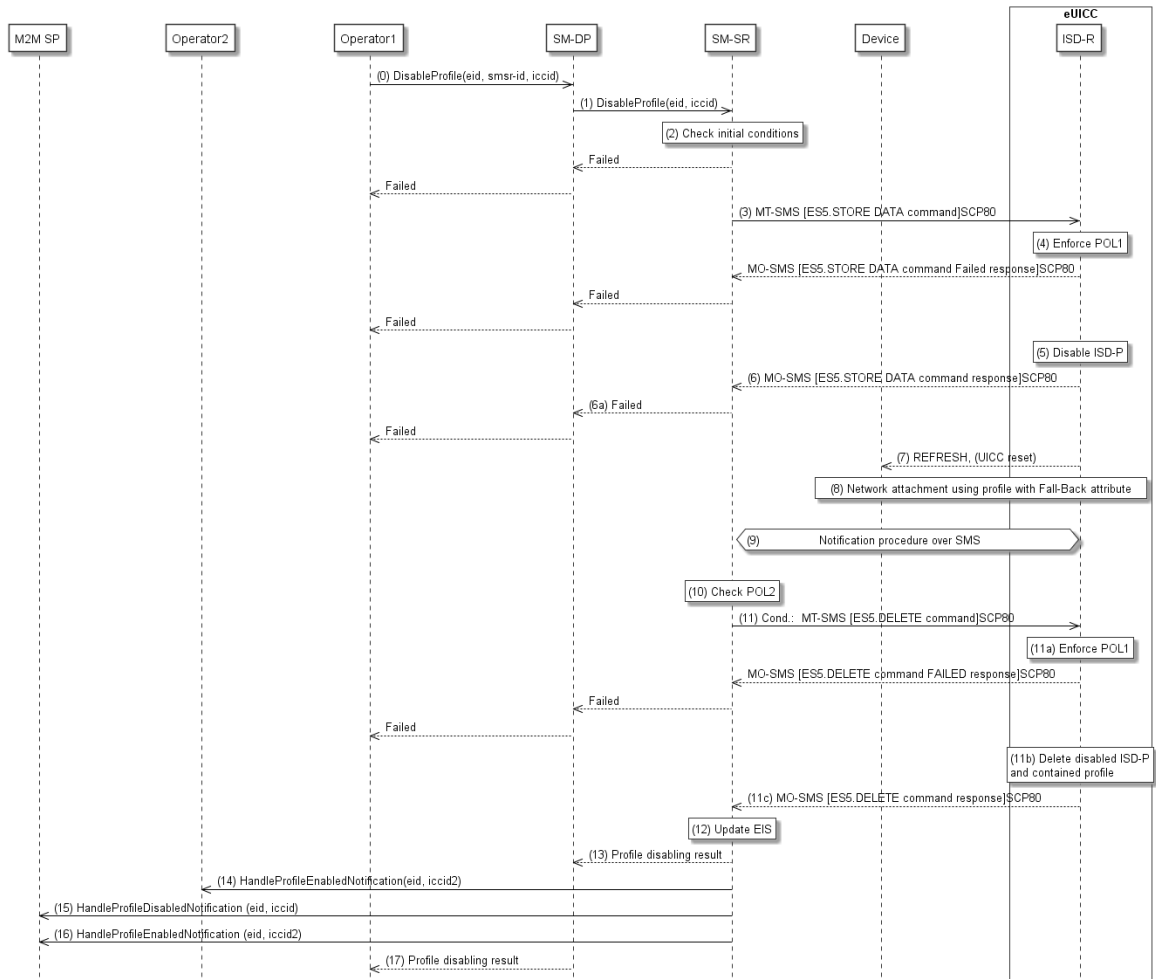 eUICC
M2M SP
Operator2
Operator1
SM-DP
SM-SR
Device
ISD-R
(0) DisableProfile(eid, smsr-id, iccid)
(1) DisableProfile(eid, iccid)
(2) Check initial conditions
Failed
Failed
(3) MT-SMS [ES5.STORE DATA command]SCP80
(4) Enforce POL1
MO-SMS [ES5.STORE DATA command Failed response]SCP80
Failed
Failed
(5) Disable ISD-P
(6) MO-SMS [ES5.STORE DATA command response]SCP80
(6a) Failed
Failed
(7) REFRESH, (UICC reset)
(8) Network attachment using profile with Fall-Back attribute
(9) Notification procedure over SMS
(10) Check POL2
(11) Cond.: MT-SMS [ES5.DELETE command]SCP80
(11a) Enforce POL1
MO-SMS [ES5.DELETE command FAILED response]SCP80
Failed
Failed
(11b) Delete disabled ISD-P
and contained profile
(11c) MO-SMS [ES5.DELETE command response]SCP80
(12) Update EIS
(13) Profile disabling result
(14) HandleProfileEnabledNotification(eid, iccid2)
(15) HandleProfileDisabledNotification (eid, iccid)
(16) HandleProfileEnabledNotification (eid, iccid2)
(17) Profile disabling result